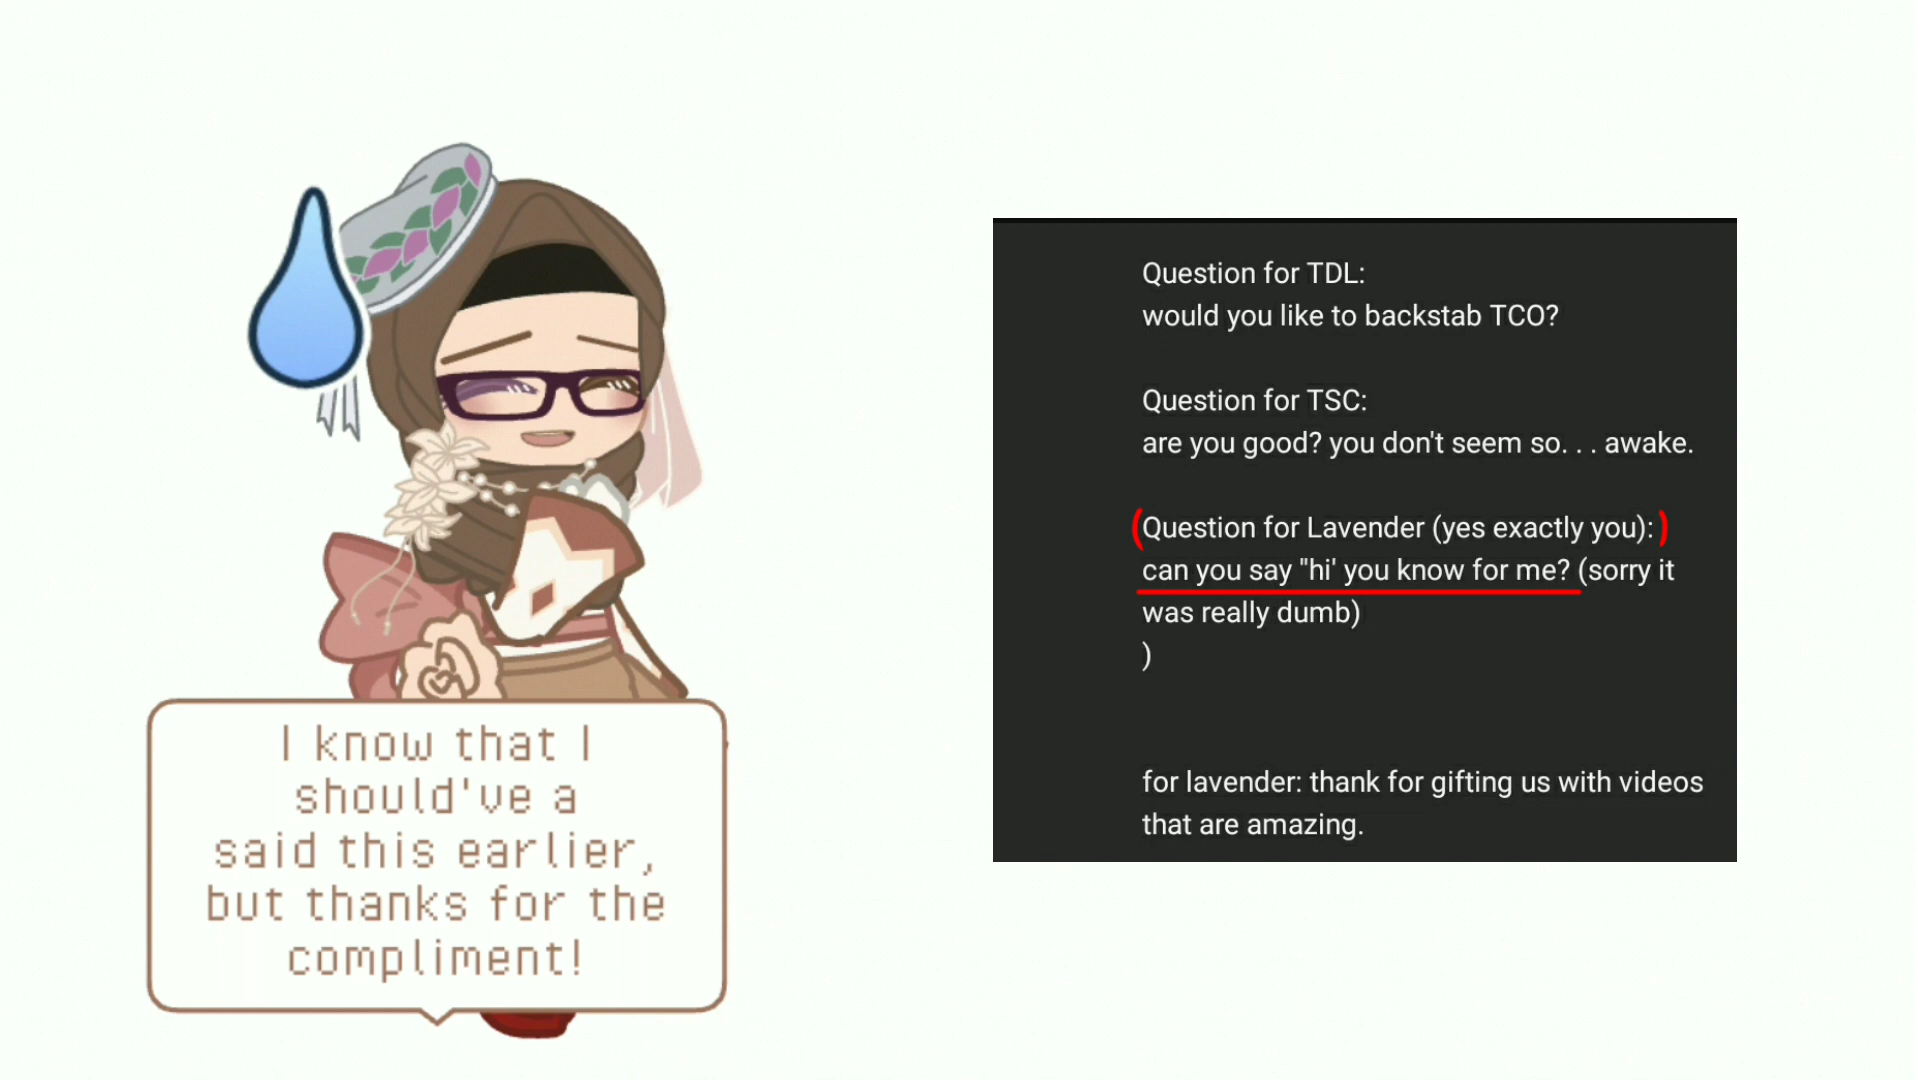 I know that I
should've a
said this earlier,
but thanks for the
compliment!
Question for TDL:
would you like to backstab TCO?
Question for TSC:
are you good? you don't seem so. . . awake.
(Question for Lavender (yes exactly you): )
can you say "hi' you know for me? (sorry it
was really dumb)
)
for lavender: thank for gifting us with videos
that are amazing.